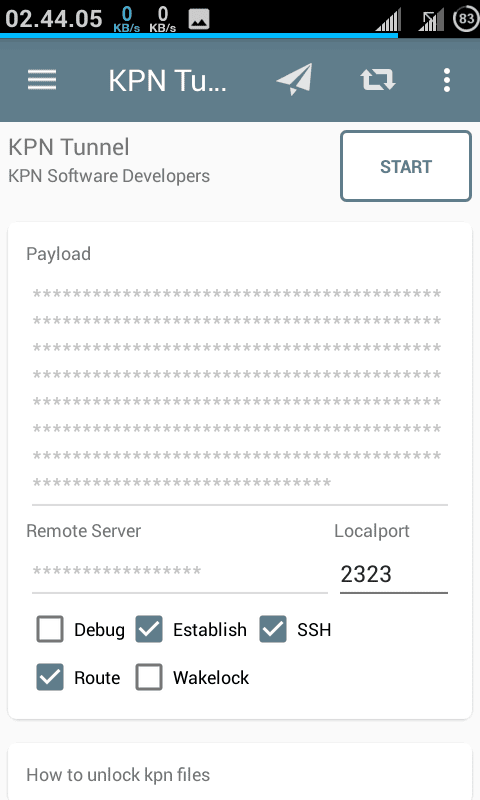 02.44.05 0 KB/s 0 KB/s 83
KPN Tu...
KPN Tunnel
KPN Software Developers
START
Payload
*****************************************
*****************************************
*****************************************
*****************************************
*****************************************
*****************************************
*****************************************
******************************
Remote Server Localport
***************** 2323
Debug Establish SSH
Route Wakelock
How to unlock kpn files